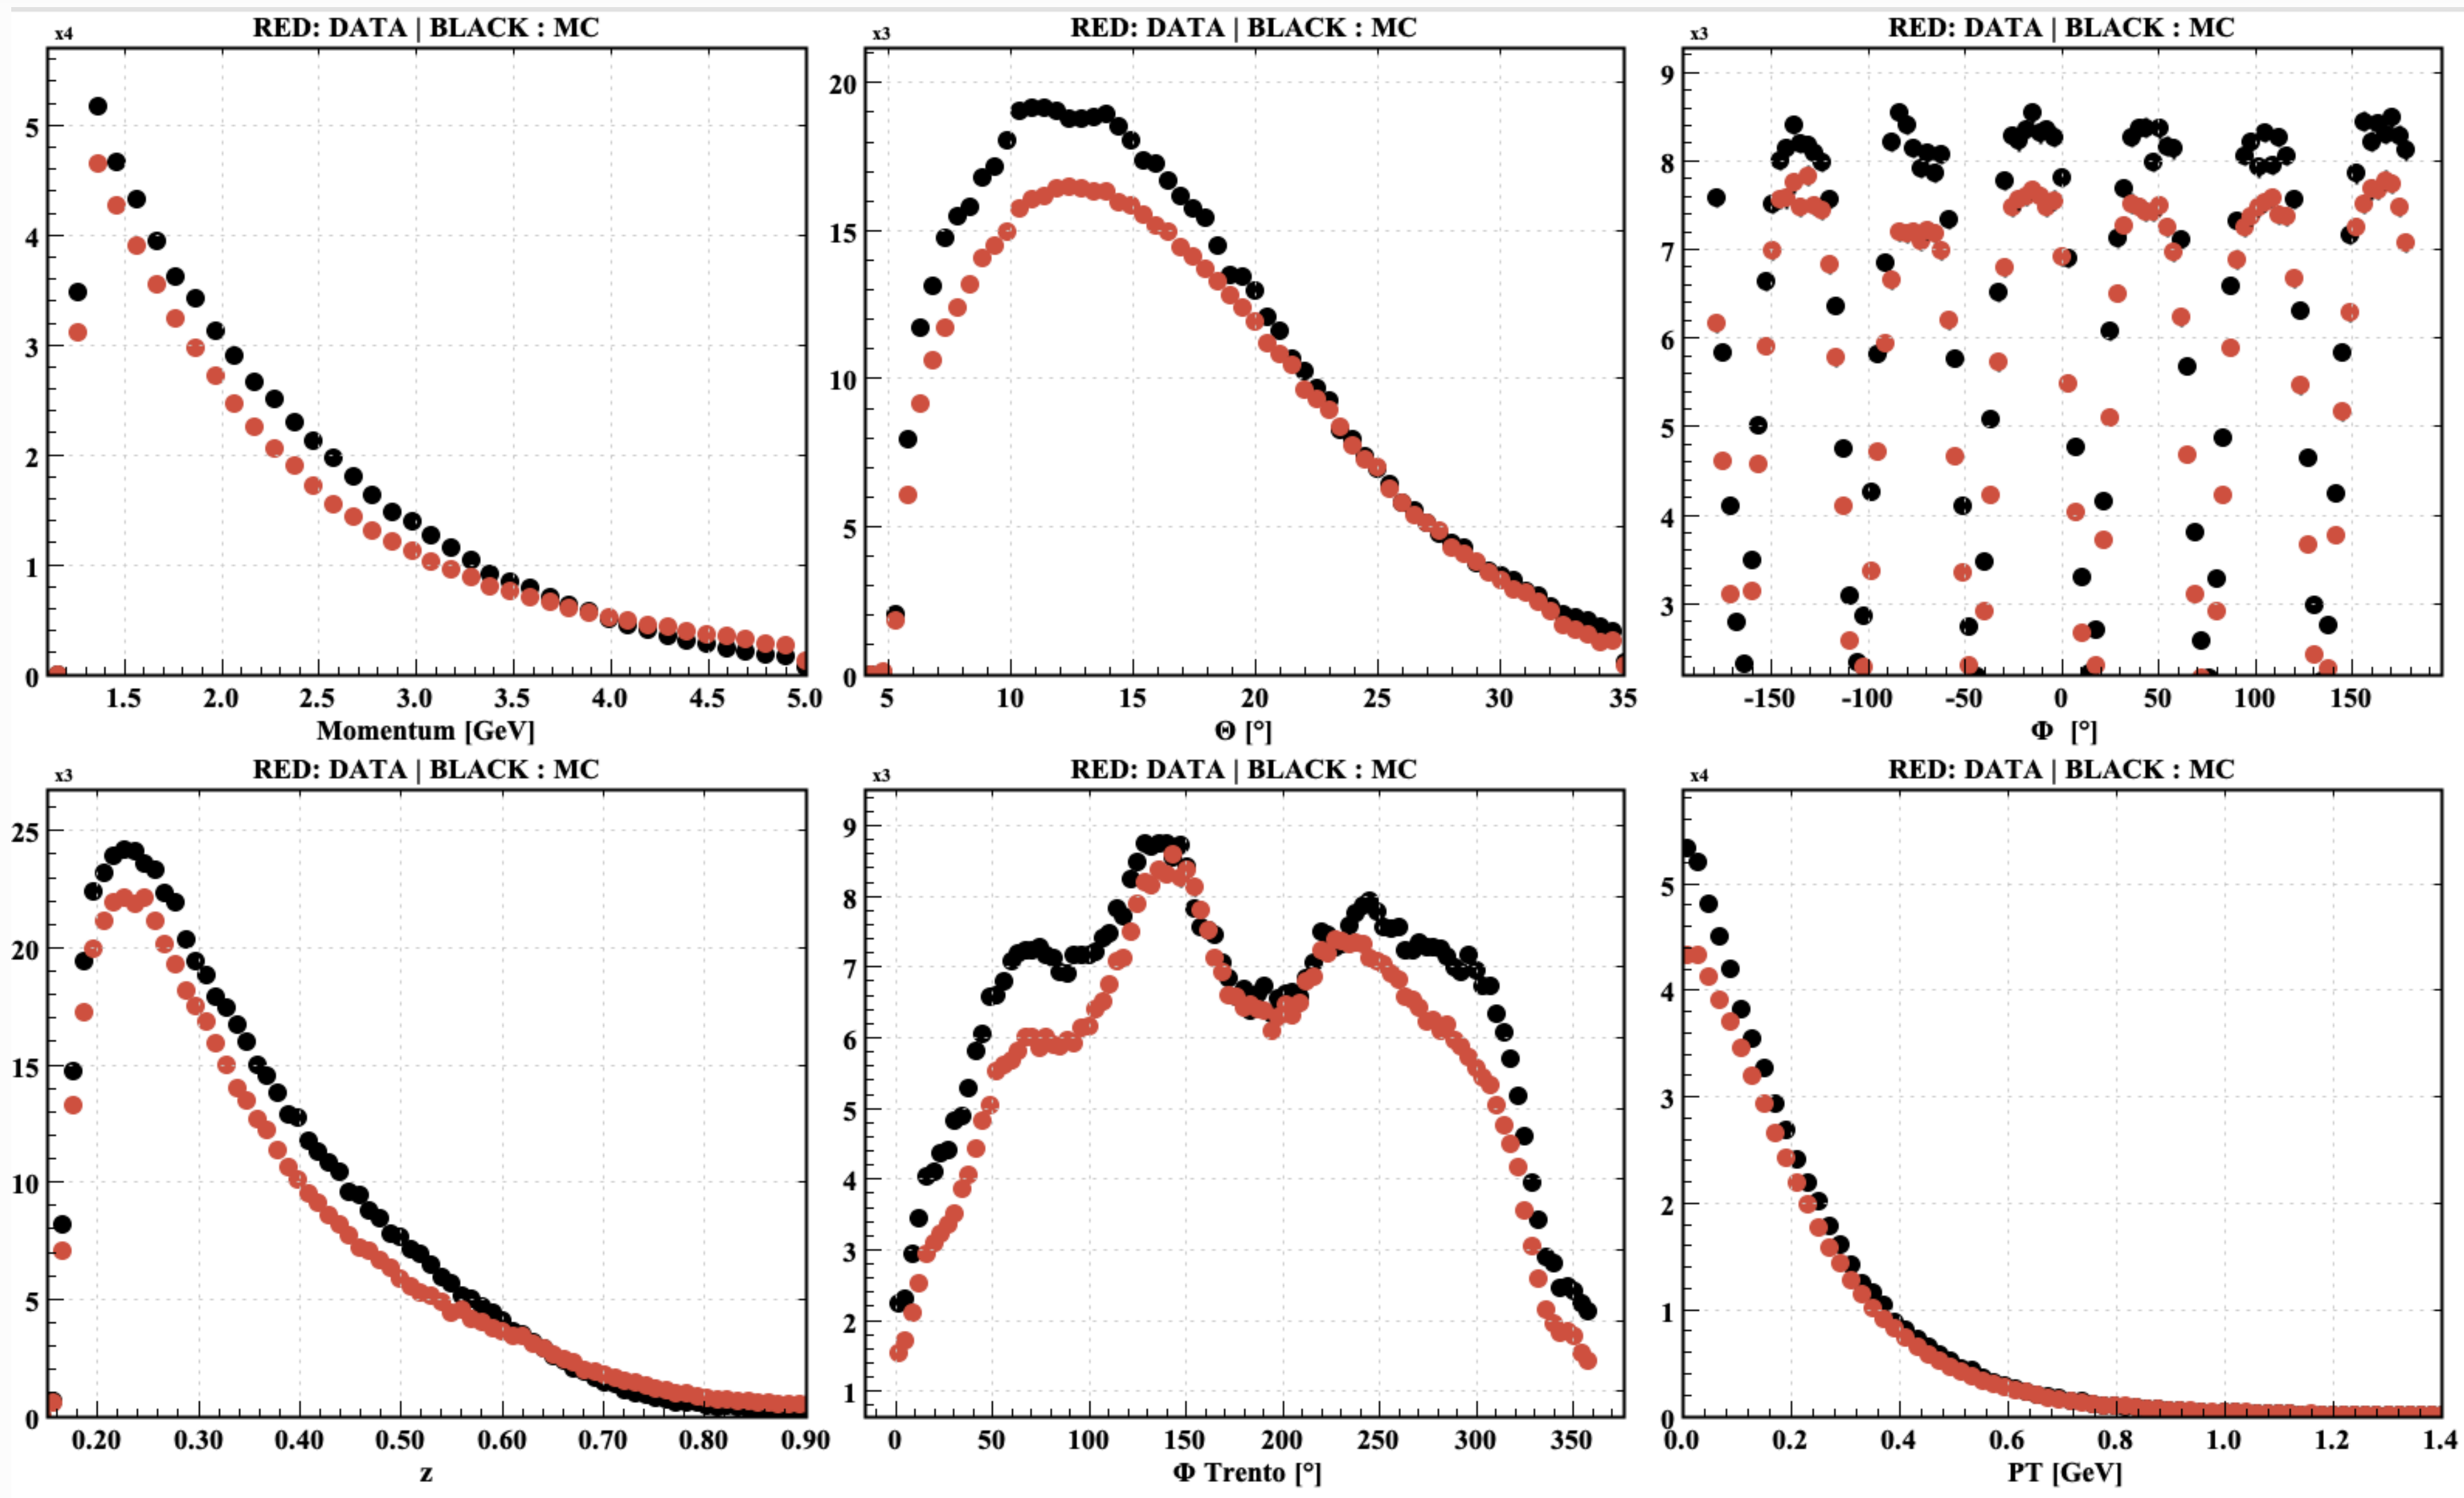 RED: DATA | BLACK : MC
x4
5
4
3
2
1
0
1.5 2.0 2.5 3.0 3.5 4.0 4.5 5.0
Momentum [GeV]
RED: DATA | BLACK : MC
x3
20
15
10
5
0
5 10 15 20 25 30 35
Θ [°]
RED: DATA | BLACK : MC
x3
9
8
7
6
5
4
3
-150 -100 -50 0 50 100 150
Φ [°]
RED: DATA | BLACK : MC
x3
25
20
15
10
5
0
0.20 0.30 0.40 0.50 0.60 0.70 0.80 0.90
z
RED: DATA | BLACK : MC
x3
9
8
7
6
5
4
3
2
1
0 50 100 150 200 250 300 350
Φ Trento [°]
RED: DATA | BLACK : MC
x4
5
4
3
2
1
0
0.0 0.2 0.4 0.6 0.8 1.0 1.2 1.4
PT [GeV]